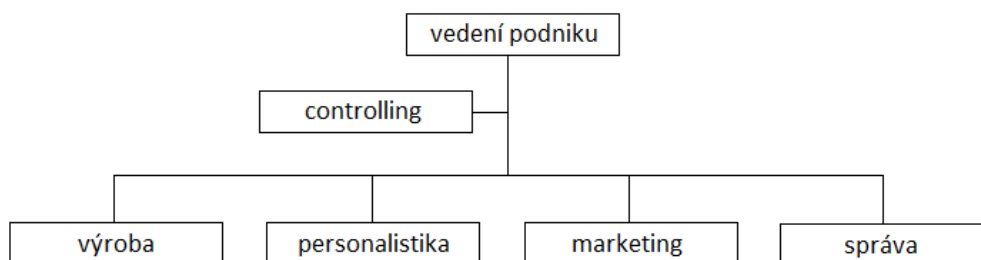 vedení podniku
controlling
výroba
personalistika
marketing
správa